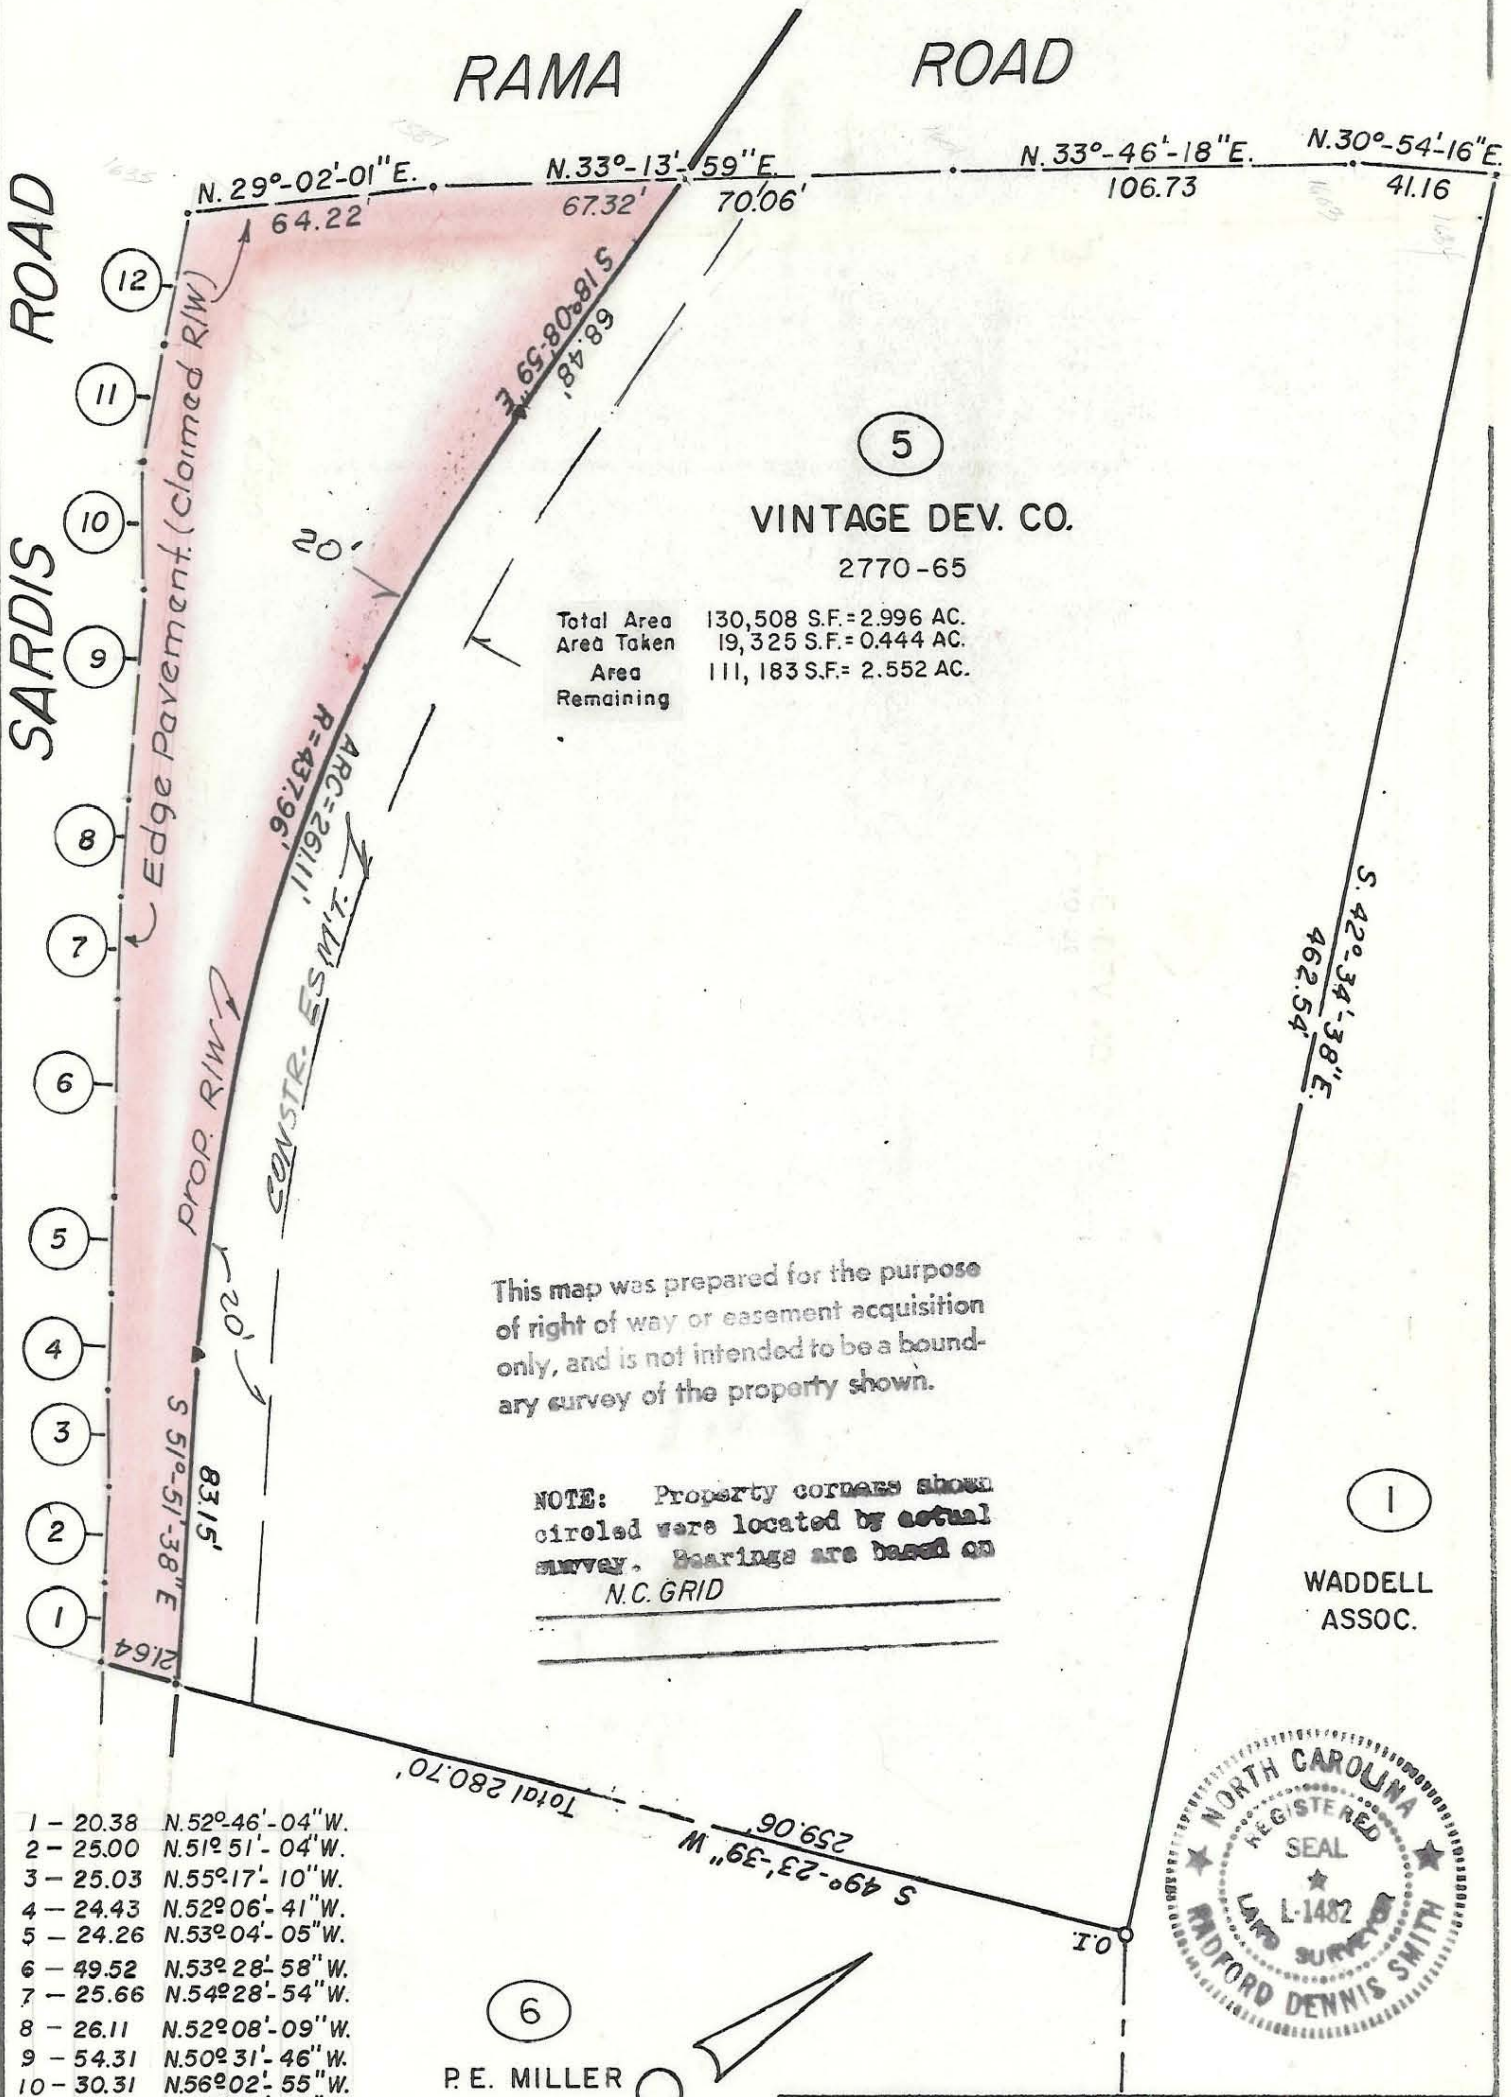 RAMA ROAD
N. 29°-02'-01"E.
64.22'
N.33°-13'-59"E.
67.32'
70.06'
N. 33°-46'-18"E.
106.73
N.30°-54'-16"E.
41.16
SARDIS ROAD
12
11
10
9
8
7
6
5
4
3
2
1
Edge Pavement (Claimed R/W)
S 18°-08'-59"E
68.48'
20'
5
VINTAGE DEV. CO.
2770-65
Total Area 130,508 S.F.= 2.996 AC.
Area Taken 19,325 S.F.= 0.444 AC.
Area Remaining 111,183 S.F.= 2.552 AC.
ARC=261.11'
R=437.96'
PROP. R/W
CONSTR. ES'M'T.
20'
S. 42°-34'-38"E.
462.54'
This map was prepared for the purpose
of right of way or easement acquisition
only, and is not intended to be a bound-
ary survey of the property shown.
NOTE: Property corners shown
circled were located by actual
survey. Bearings are based on
N.C. GRID
S 51°-51'-38"E
83.15'
21.64
1
WADDELL
ASSOC.
Total 280.70'
S 49°-23'-39" W
259.06'
O.I.
NORTH CAROLINA
REGISTERED
SEAL
L-1482
LAND SURVEYOR
RADFORD DENNIS SMITH
1 - 20.38 N.52°-46'-04"W.
2 - 25.00 N.51°51'-04"W.
3 - 25.03 N.55°17'-10"W.
4 - 24.43 N.52°06'-41"W.
5 - 24.26 N.53°04'-05"W.
6 - 49.52 N.53°28'-58"W.
7 - 25.66 N.54°28'-54"W.
8 - 26.11 N.52°08'-09"W.
9 - 54.31 N.50°31'-46"W.
10 - 30.31 N.56°02'-55"W.
6
P.E. MILLER